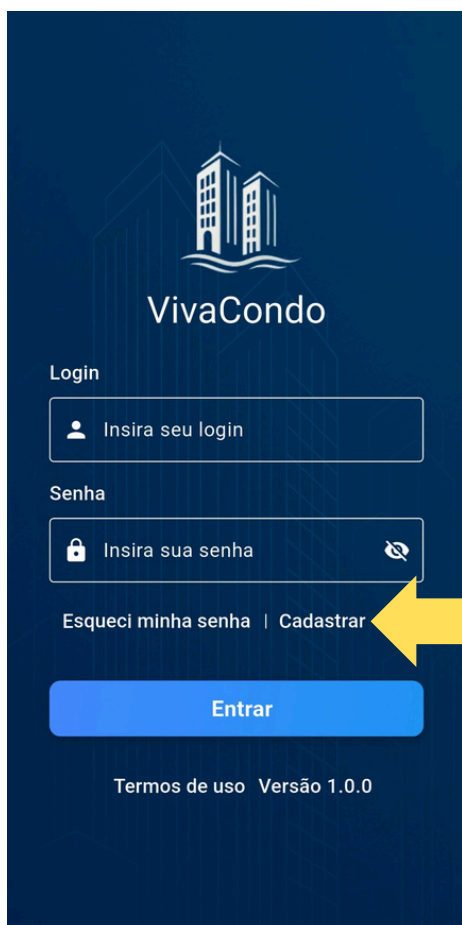 VivaCondo
Login
Insira seu login
Senha
Insira sua senha
Esqueci minha senha | Cadastrar
Entrar
Termos de uso Versão 1.0.0